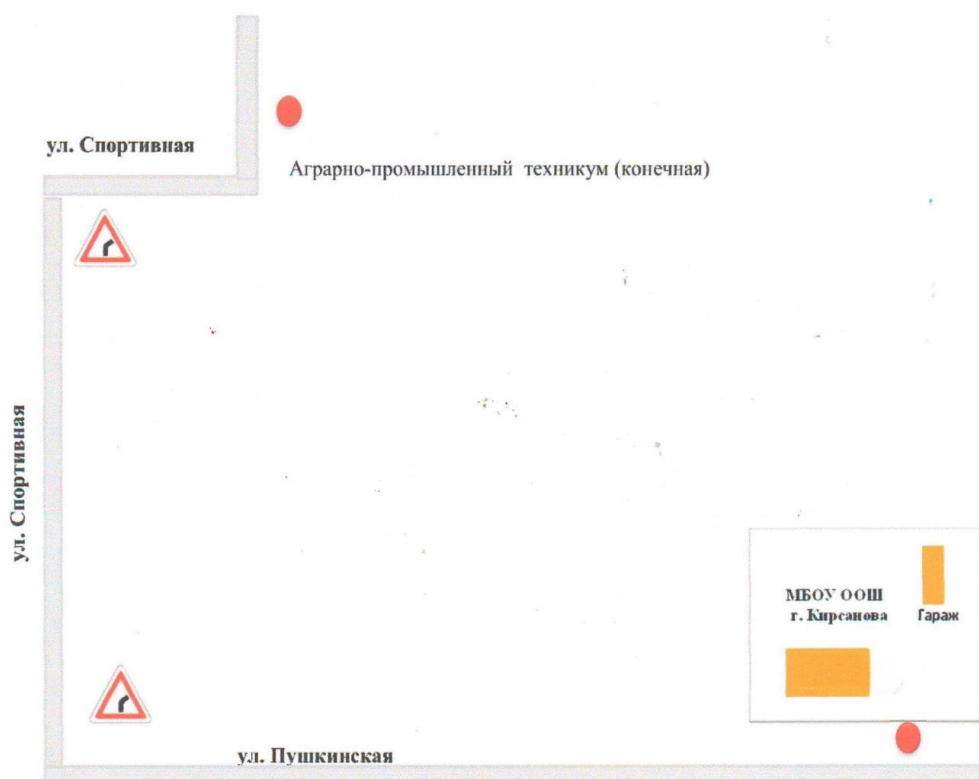 ул. Спортивная
Аграрно-промышленный техникум (конечная)
ул. Спортивная
МБОУ ООШ
г. Кирсанова
Гараж
ул. Пушкинская